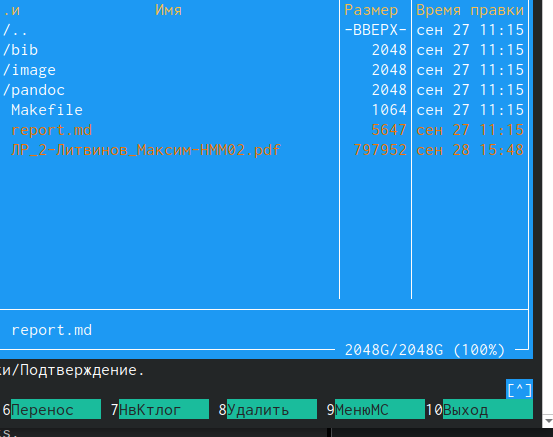 .и Имя Размер Время правки
/.. -ВВЕРХ- сен 27 11:15
/bib 2048 сен 27 11:15
/image 2048 сен 27 11:15
/pandoc 2048 сен 27 11:15
Makefile 1064 сен 27 11:15
report.md 5647 сен 27 11:15
ЛР_2-Литвинов_Максим-НММ02.pdf 797952 сен 28 15:48
report.md
2048G/2048G (100%)
ки/Подтверждение.
[^]
6Перенос 7НвКтлог 8Удалить 9МенюМС 10Выход